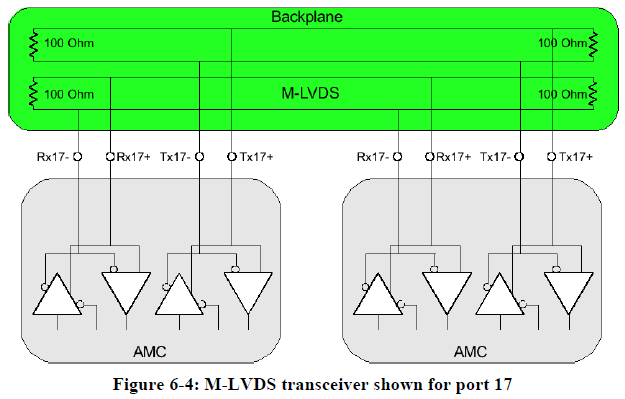 Backplane
100 Ohm 100 Ohm
100 Ohm M-LVDS 100 Ohm
Rx17- Rx17+ Tx17- Tx17+ Rx17- Rx17+ Tx17- Tx17+
AMC AMC
Figure 6-4: M-LVDS transceiver shown for port 17